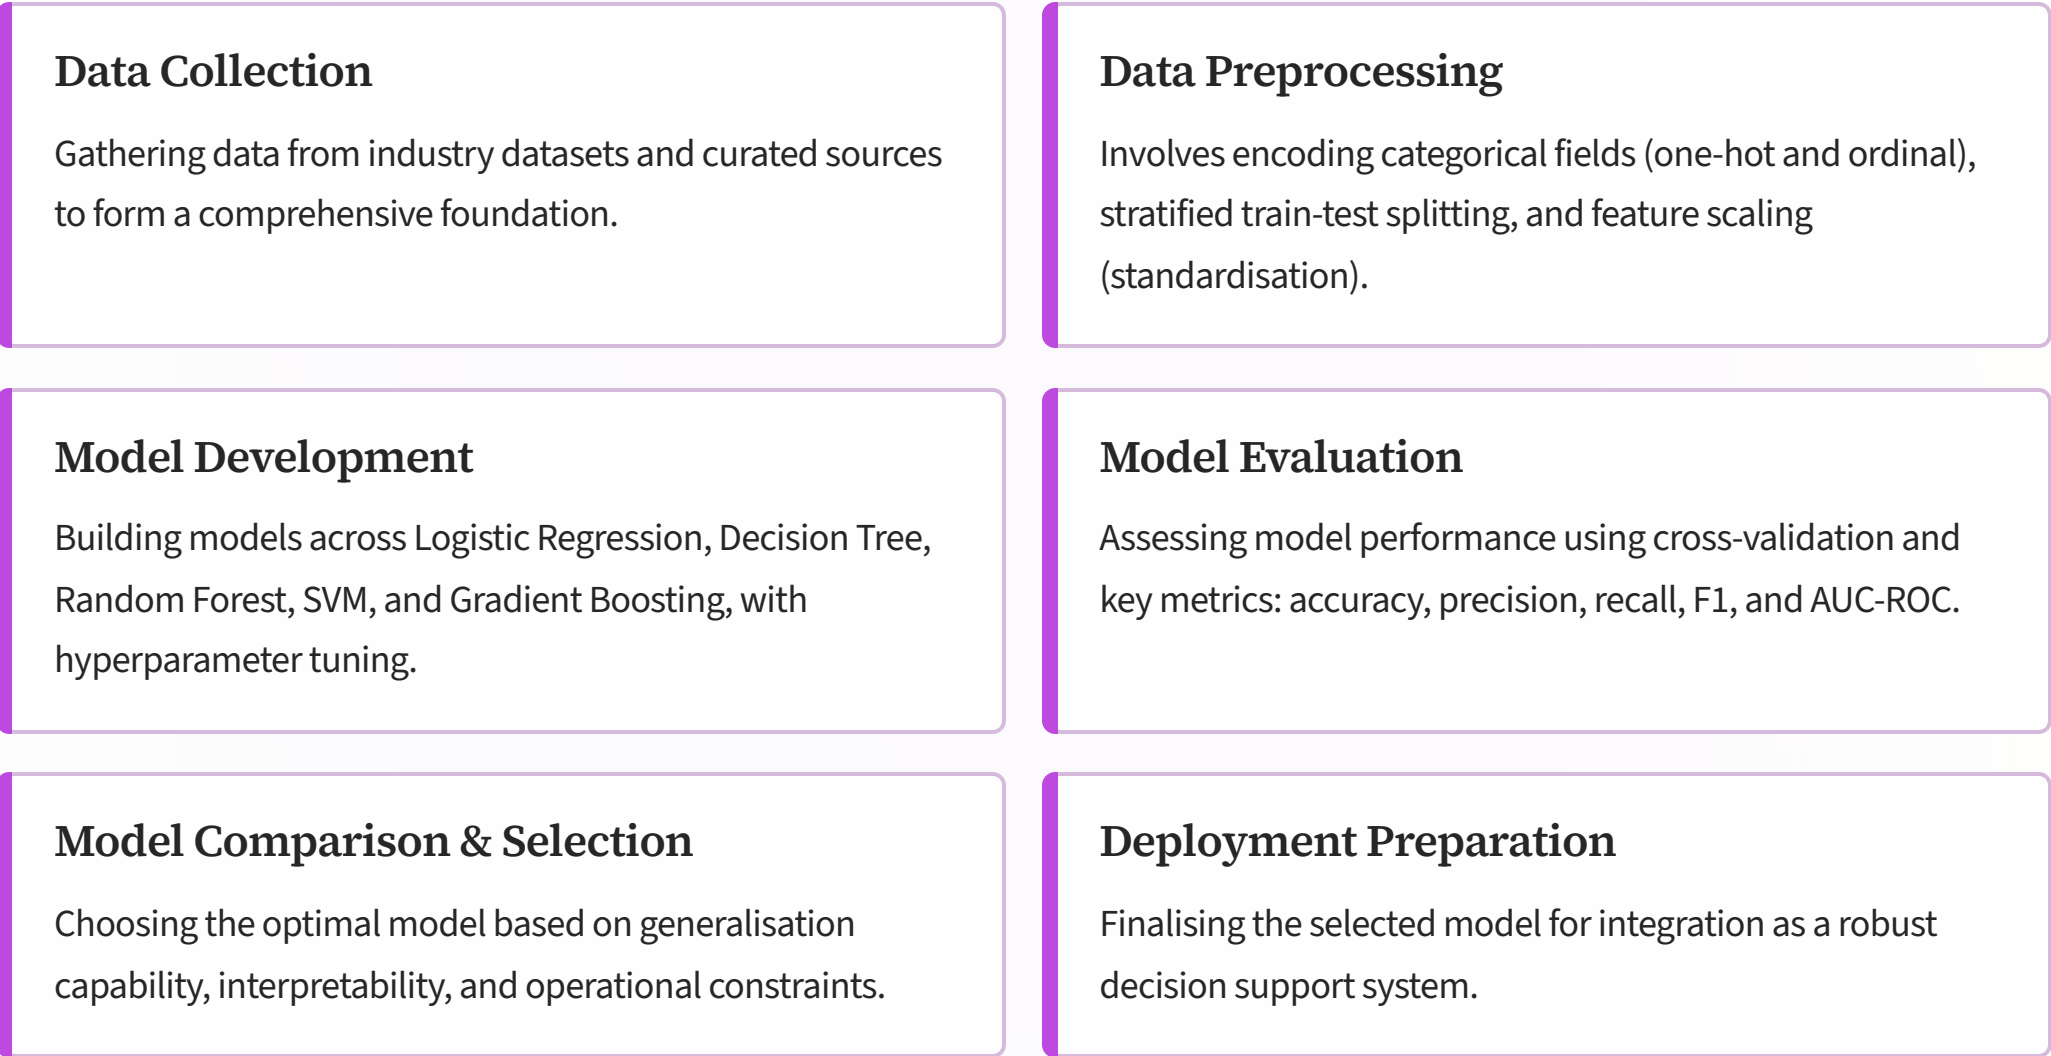 Data Collection
Gathering data from industry datasets and curated sources
to form a comprehensive foundation.
Data Preprocessing
Involves encoding categorical fields (one-hot and ordinal),
stratified train-test splitting, and feature scaling
(standardisation).
Model Development
Building models across Logistic Regression, Decision Tree,
Random Forest, SVM, and Gradient Boosting, with
hyperparameter tuning.
Model Evaluation
Assessing model performance using cross-validation and
key metrics: accuracy, precision, recall, F1, and AUC-ROC.
Model Comparison & Selection
Choosing the optimal model based on generalisation
capability, interpretability, and operational constraints.
Deployment Preparation
Finalising the selected model for integration as a robust
decision support system.